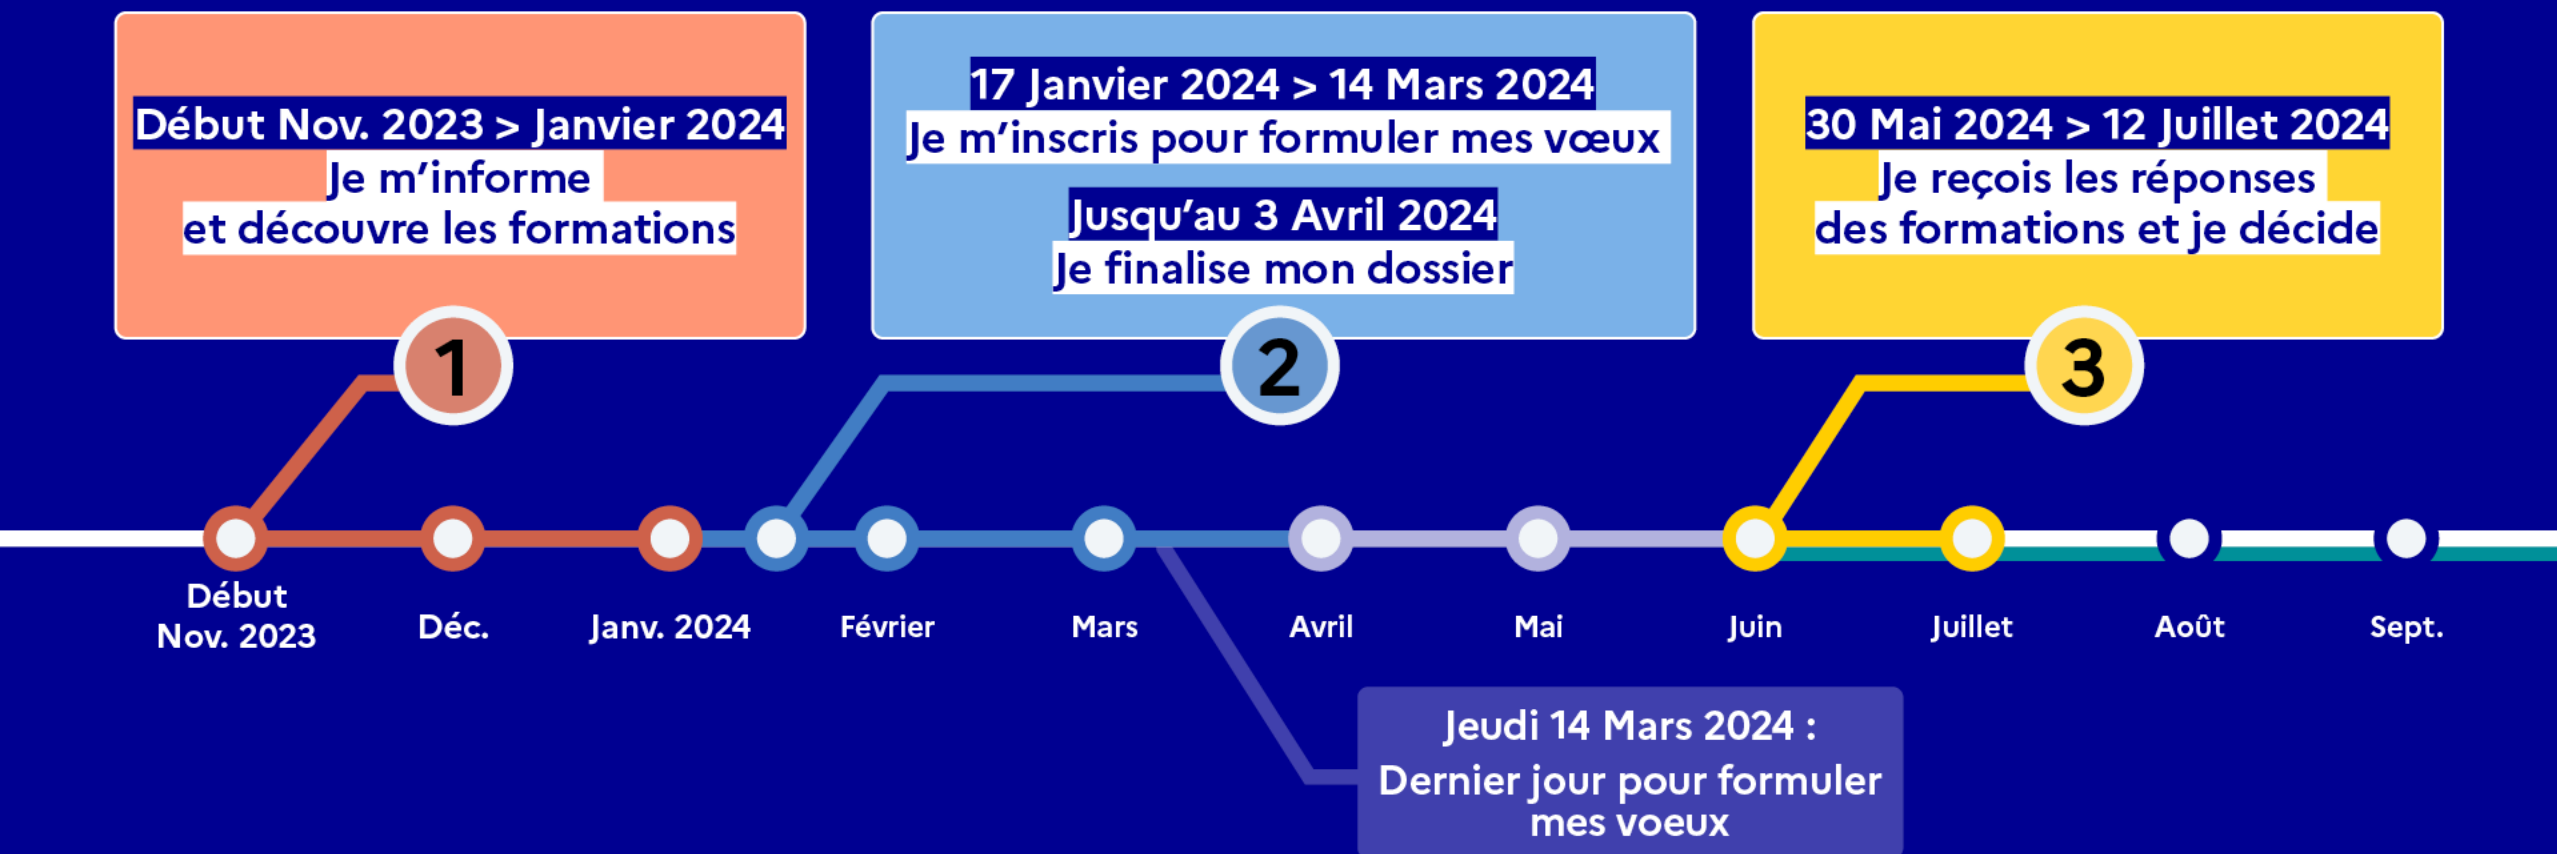 Début Nov. 2023 > Janvier 2024
Je m’informe
et découvre les formations
1
17 Janvier 2024 > 14 Mars 2024
Je m’inscris pour formuler mes vœux
Jusqu’au 3 Avril 2024
Je finalise mon dossier
2
30 Mai 2024 > 12 Juillet 2024
Je reçois les réponses
des formations et je décide
3
Début
Nov. 2023
Déc.
Janv. 2024
Février
Mars
Avril
Mai
Juin
Juillet
Août
Sept.
Jeudi 14 Mars 2024 :
Dernier jour pour formuler
mes voeux